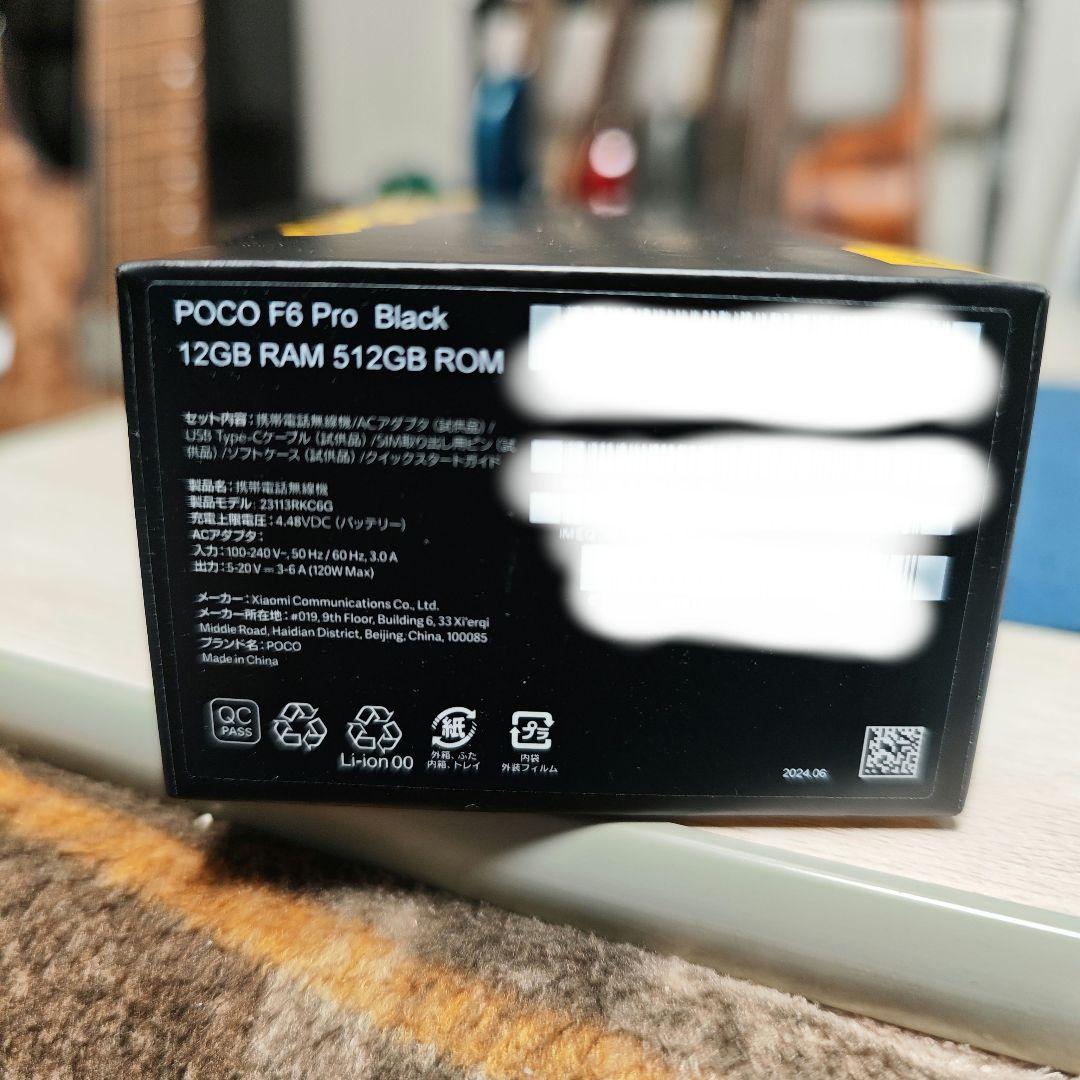 POCO F6 Pro Black
12GB RAM 512GB ROM
セット内容：携帯電話無線機/ACアダプタ（試供品）/
USB Type-Cケーブル（試供品）/SIM取り出し用ピン（試
供品）/ソフトケース（試供品）/クイックスタートガイド
製品名：携帯電話無線機
製品モデル：23113RKC6G
充電上限電圧：4.48VDC（バッテリー）
ACアダプタ：
入力：100-240 V~, 50 Hz / 60 Hz, 3.0 A
出力：5-20 V ⎓ 3-6 A (120W Max)
メーカー：Xiaomi Communications Co., Ltd.
メーカー所在地：#019, 9th Floor, Building 6, 33 Xi'erqi
Middle Road, Haidian District, Beijing, China, 100085
ブランド名：POCO
Made in China
QC
PASS
Li-ion 00
紙
外箱、ふた
内箱、トレイ
プラ
内袋
外装フィルム
2024.06